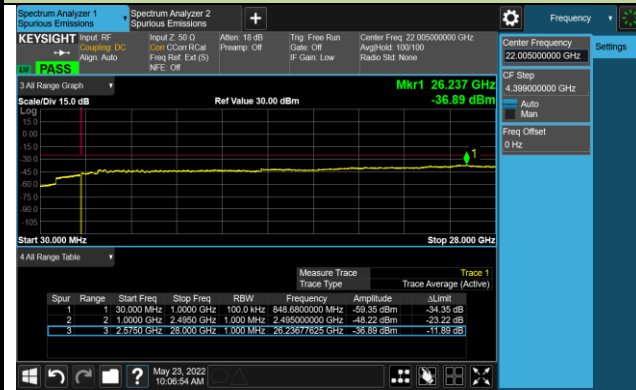 Spectrum Analyzer 1
Spurious Emissions
Spectrum Analyzer 2
Spurious Emissions
Frequency
KEYSIGHT
Input: RF
Coupling: DC
Align: Auto
Input Z: 50 Ω
Corr CCorr RCal
Freq Ref: Ext (S)
NFE: Off
Atten: 18 dB
Preamp: Off
Trig: Free Run
Gate: Off
IF Gain: Low
Center Freq: 22.005000000 GHz
Avg|Hold: 100/100
Radio Std: None
PASS
Center Frequency
22.005000000 GHz
Settings
CF Step
4.399000000 GHz
Auto
Man
Freq Offset
0 Hz
3 All Range Graph
Mkr1 26.237 GHz
Scale/Div 15.0 dB
Ref Value 30.00 dBm
-36.89 dBm
Log
15.0
0.00
-15.0
-30.0
-45.0
-60.0
-75.0
-90.0
-105
1
Start 30.000 MHz
Stop 28.000 GHz
4 All Range Table
Measure Trace Trace 1
Trace Type Trace Average (Active)
Spur Range Start Freq Stop Freq RBW Frequency Amplitude ΔLimit
1 1 30.000 MHz 1.0000 GHz 100.0 kHz 848.6800000 MHz -59.35 dBm -34.35 dB
2 2 1.0000 GHz 2.4950 GHz 1.000 MHz 2.495000000 GHz -48.22 dBm -23.22 dB
3 3 2.5750 GHz 28.000 GHz 1.000 MHz 26.23677625 GHz -36.89 dBm -11.89 dB
May 23, 2022
10:06:54 AM